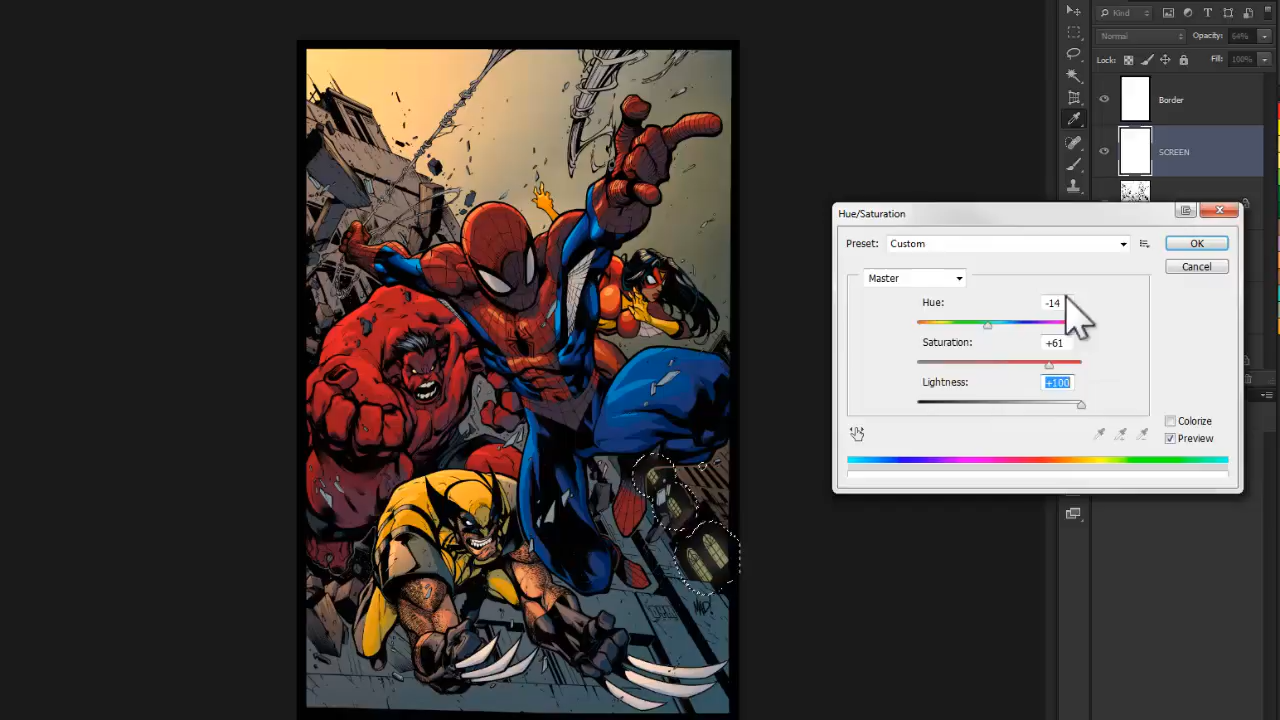 Kind
Normal
Opacity: 64%
Locks:
Fill: 100%
Border
SCREEN
Hue/Saturation
Preset: Custom
OK
Cancel
Master
Hue: -14
Saturation: +61
Lightness: +100
Colorize
Preview